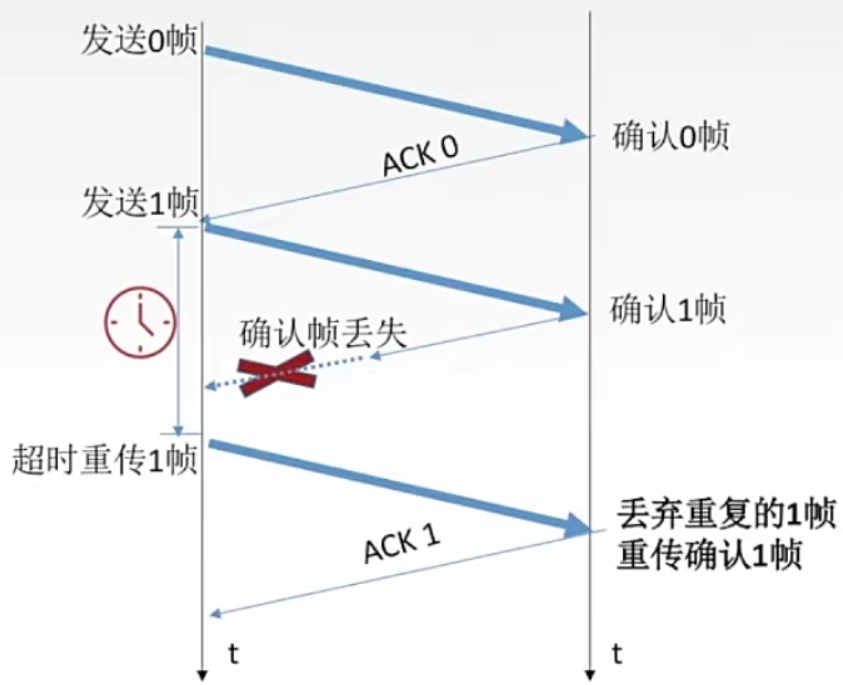 发送0帧
确认0帧
ACK 0
发送1帧
确认1帧
确认帧丢失
超时重传1帧
丢弃重复的1帧
重传确认1帧
ACK 1
t
t